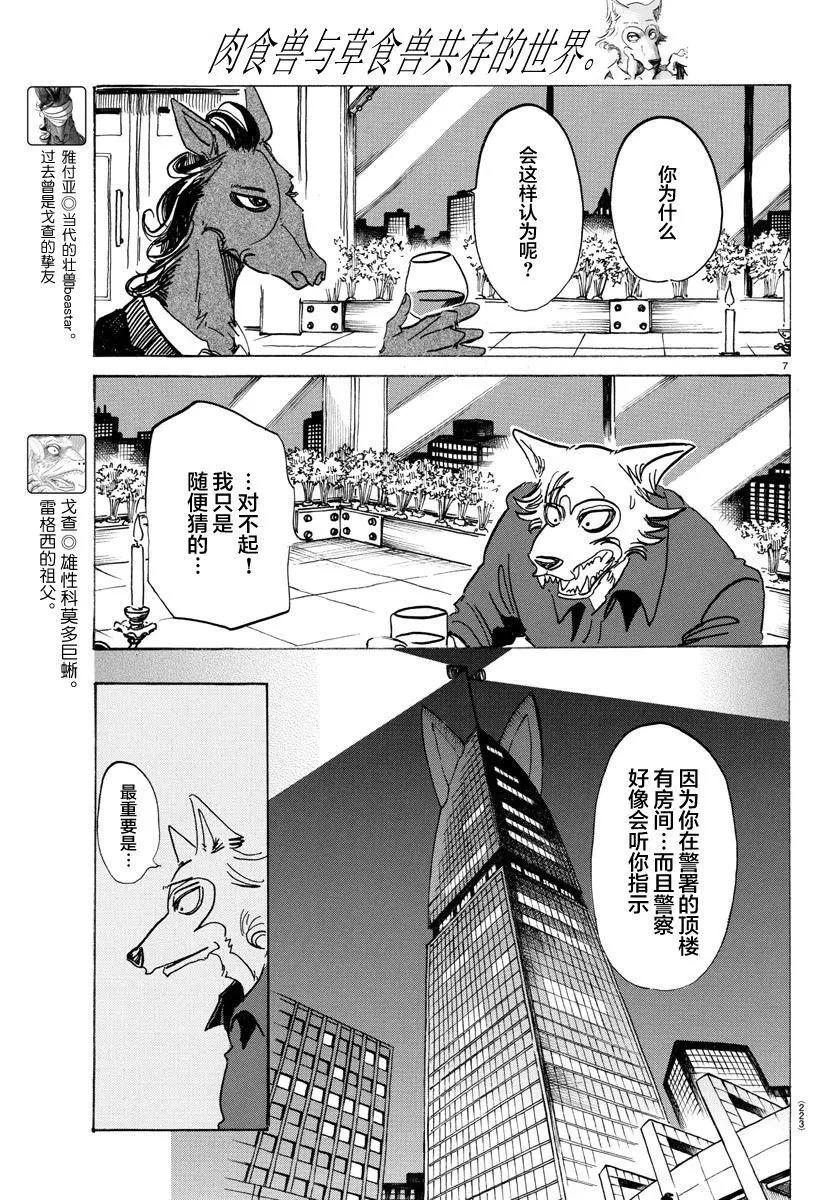 肉食兽与草食兽共存的世界。
雅付亚◎当代的壮兽beastar。
过去曾是戈查的挚友
你为什么
会这样认为呢？
7
戈查◎雄性科莫多巨蜥。
雷格西的祖父。
…对不起！
我只是
随便猜的…
因为你在警署的顶楼
有房间…而且警察
好像会听你指示
最重要是…
(223)